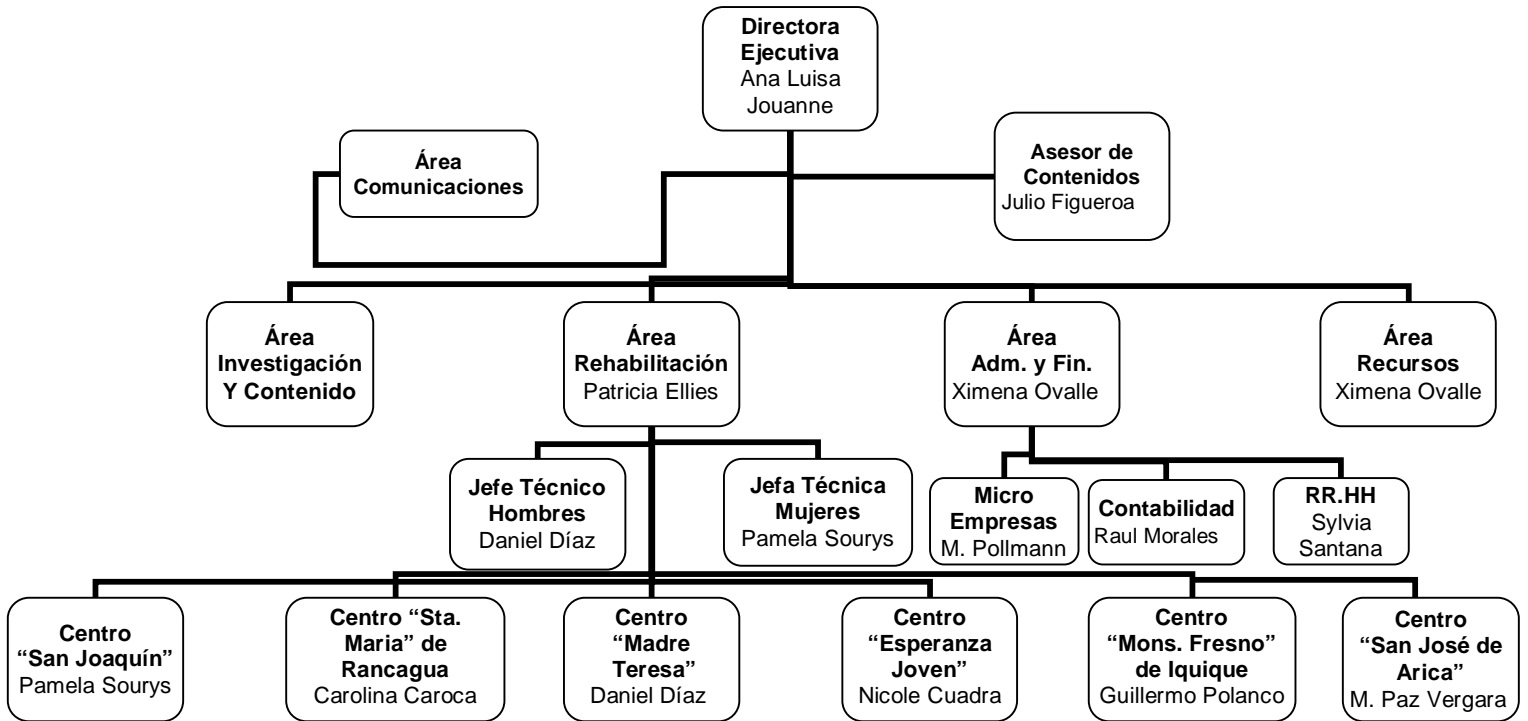 Directora
Ejecutiva
Ana Luisa
Jouanne
Área
Comunicaciones
Asesor de
Contenidos
Julio Figueroa
Área
Investigación
Y Contenido
Área
Rehabilitación
Patricia Ellies
Área
Adm. y Fin.
Ximena Ovalle
Área
Recursos
Ximena Ovalle
Jefe Técnico
Hombres
Daniel Díaz
Jefa Técnica
Mujeres
Pamela Sourys
Micro
Empresas
M. Pollmann
Contabilidad
Raul Morales
RR.HH
Sylvia
Santana
Centro
“San Joaquín”
Pamela Sourys
Centro “Sta.
Maria” de
Rancagua
Carolina Caroca
Centro
“Madre
Teresa”
Daniel Díaz
Centro
“Esperanza
Joven”
Nicole Cuadra
Centro
“Mons. Fresno”
de Iquique
Guillermo Polanco
Centro
“San José de
Arica”
M. Paz Vergara